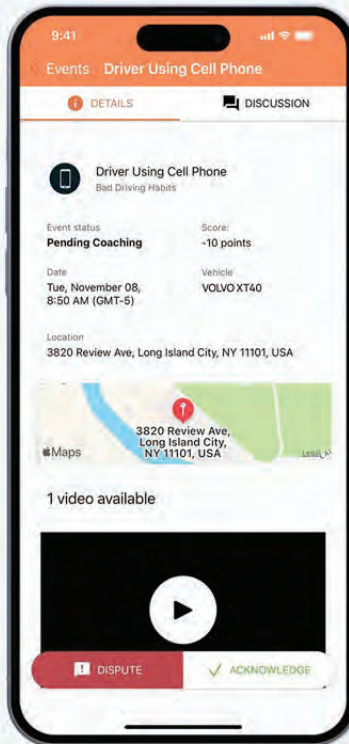 9:41
Events Driver Using Cell Phone
DETAILS
DISCUSSION
Driver Using Cell Phone
Bad Driving Habits
Event status
Pending Coaching
Score:
-10 points
Date
Tue, November 08,
8:50 AM (GMT-5)
Vehicle
VOLVO XT40
Location
3820 Review Ave, Long Island City, NY 11101, USA
3820 Review Ave,
Long Island City,
NY 11101, USA
Maps
1 video available
DISPUTE
ACKNOWLEDGE